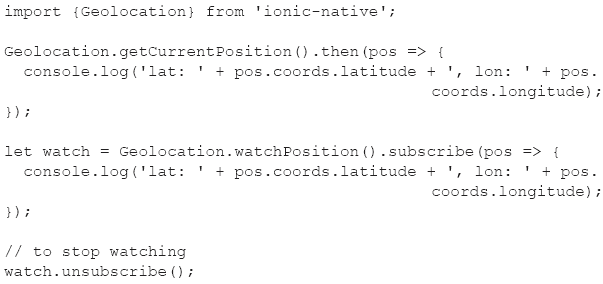 import {Geolocation} from 'ionic-native';
Geolocation.getCurrentPosition().then(pos => {
console.log('lat: ' + pos.coords.latitude + ', lon: ' + pos.
coords.longitude);
});
let watch = Geolocation.watchPosition().subscribe(pos => {
console.log('lat: ' + pos.coords.latitude + ', lon: ' + pos.
coords.longitude);
});
// to stop watching
watch.unsubscribe();